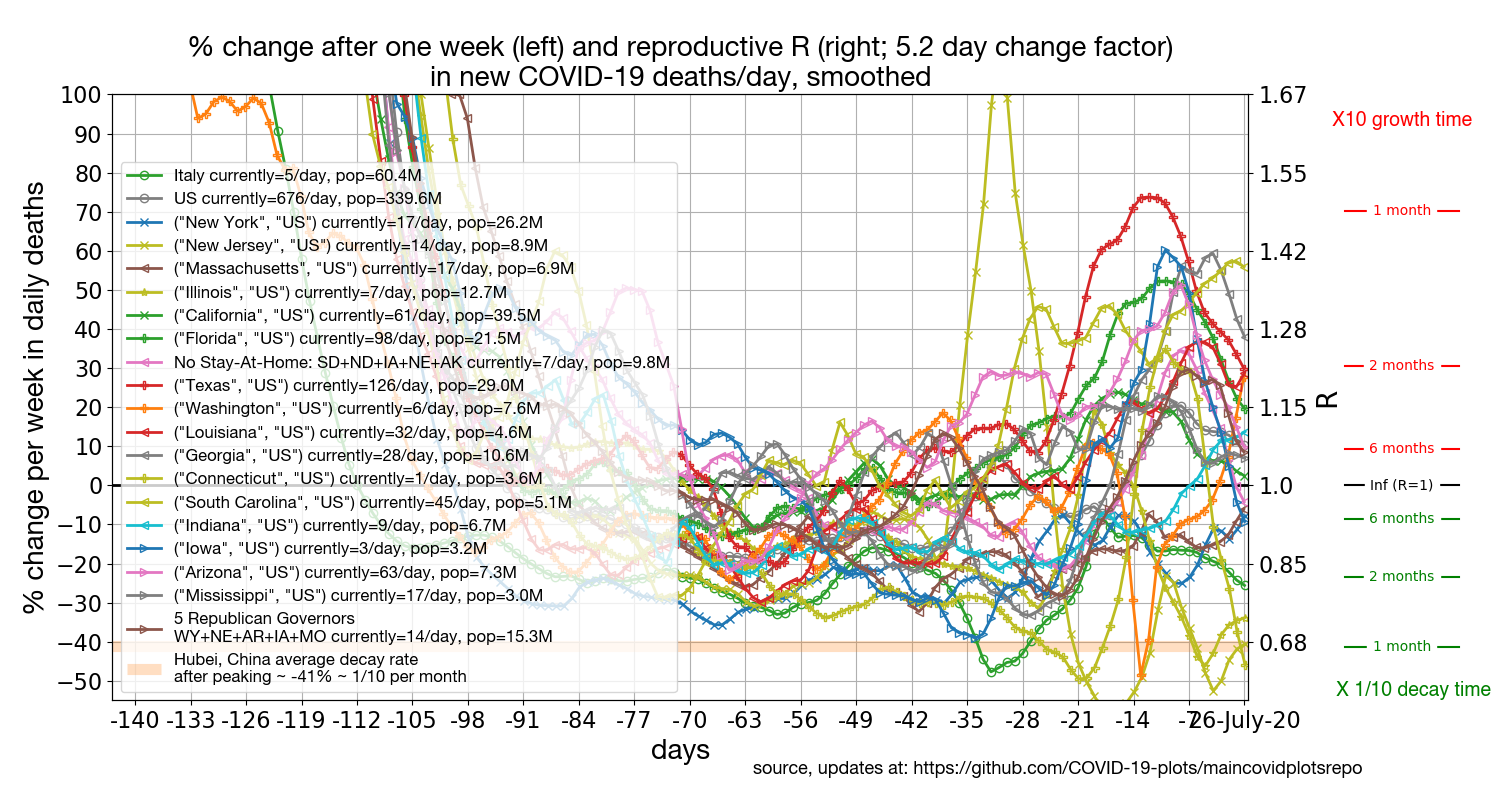 % change after one week (left) and reproductive R (right; 5.2 day change factor)
in new COVID-19 deaths/day, smoothed
% change per week in daily deaths
100
90
80
70
60
50
40
30
20
10
0
−10
−20
−30
−40
−50
Italy currently=5/day, pop=60.4M
US currently=676/day, pop=339.6M
("New York", "US") currently=17/day, pop=26.2M
("New Jersey", "US") currently=14/day, pop=8.9M
("Massachusetts", "US") currently=17/day, pop=6.9M
("Illinois", "US") currently=7/day, pop=12.7M
("California", "US") currently=61/day, pop=39.5M
("Florida", "US") currently=98/day, pop=21.5M
No Stay-At-Home: SD+ND+IA+NE+AK currently=7/day, pop=9.8M
("Texas", "US") currently=126/day, pop=29.0M
("Washington", "US") currently=6/day, pop=7.6M
("Louisiana", "US") currently=32/day, pop=4.6M
("Georgia", "US") currently=28/day, pop=10.6M
("Connecticut", "US") currently=1/day, pop=3.6M
("South Carolina", "US") currently=45/day, pop=5.1M
("Indiana", "US") currently=9/day, pop=6.7M
("Iowa", "US") currently=3/day, pop=3.2M
("Arizona", "US") currently=63/day, pop=7.3M
("Mississippi", "US") currently=17/day, pop=3.0M
5 Republican Governors
WY+NE+AR+IA+MO currently=14/day, pop=15.3M
Hubei, China average decay rate
after peaking ~ -41% ~ 1/10 per month
1.67
1.55
1.42
1.28
1.15
1.0
0.85
0.68
R
X10 growth time
1 month
2 months
6 months
Inf (R=1)
6 months
2 months
1 month
X 1/10 decay time
-140 -133 -126 -119 -112 -105 -98 -91 -84 -77 -70 -63 -56 -49 -42 -35 -28 -21 -14 -7 26-July-20
days
source, updates at: https://github.com/COVID-19-plots/maincovidplotsrepo